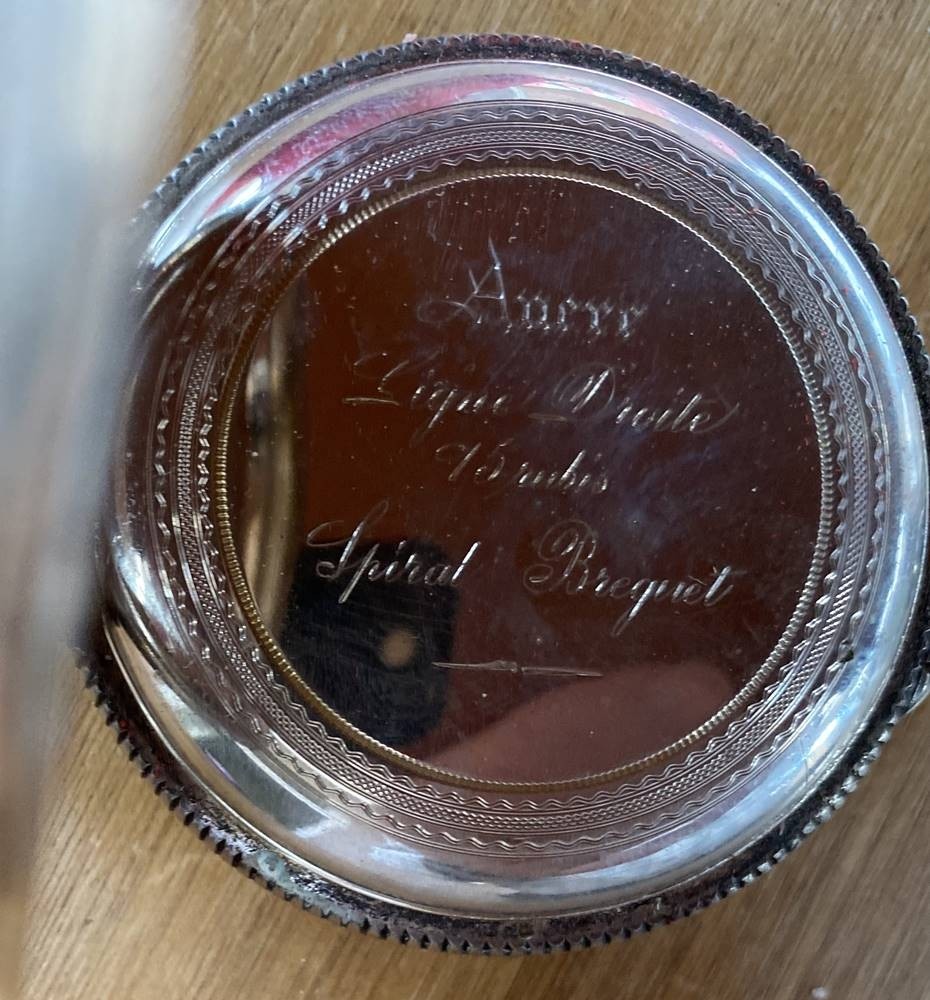 Ancre
Ligne Droite
15 rubis
Spiral Breguet